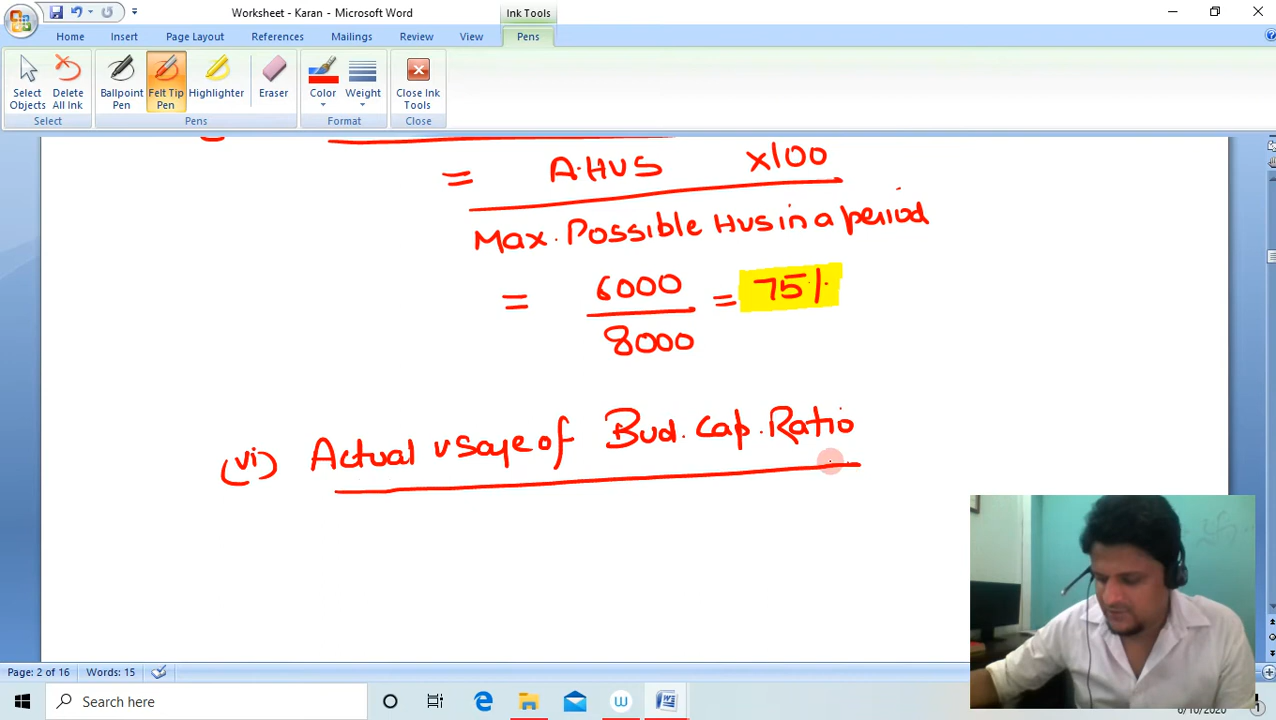 Worksheet - Karan - Microsoft Word
Ink Tools
Home Insert Page Layout References Mailings Review View Pens
Select Objects
Delete All Ink
Ballpoint Pen
Felt Tip Pen
Highlighter
Eraser
Color
Weight
Close Ink Tools
Select Pens Format Close
= A.HUS x100
Max. Possible Hus in a period
= 6000 = 75%
8000
(vi) Actual usage of Bud. Cap. Ratio
Page: 2 of 16 Words: 15
Search here
6/10/2020